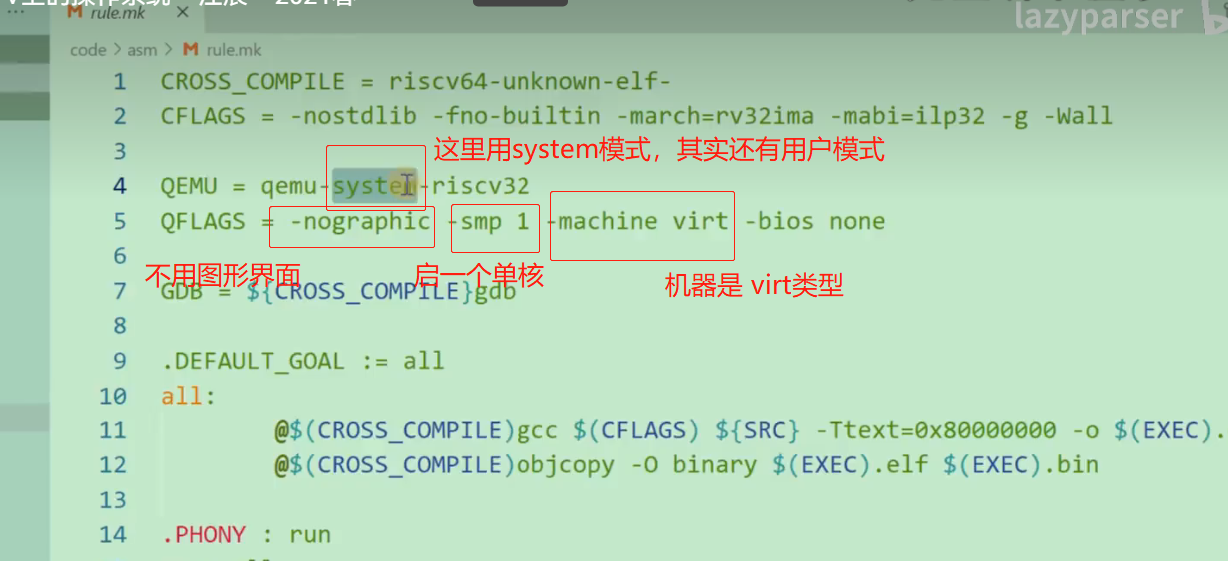 rule.mk
lazyparser
code > asm > rule.mk
1 CROSS_COMPILE = riscv64-unknown-elf-
2 CFLAGS = -nostdlib -fno-builtin -march=rv32ima -mabi=ilp32 -g -Wall
3
这里用system模式，其实还有用户模式
4 QEMU = qemu-system-riscv32
5 QFLAGS = -nographic -smp 1 -machine virt -bios none
6
不用图形界面
启一个单核
机器是 virt类型
7 GDB = ${CROSS_COMPILE}gdb
8
9 .DEFAULT_GOAL := all
10 all:
11 @$(CROSS_COMPILE)gcc $(CFLAGS) ${SRC} -Ttext=0x80000000 -o $(EXEC).
12 @$(CROSS_COMPILE)objcopy -O binary $(EXEC).elf $(EXEC).bin
13
14 .PHONY : run